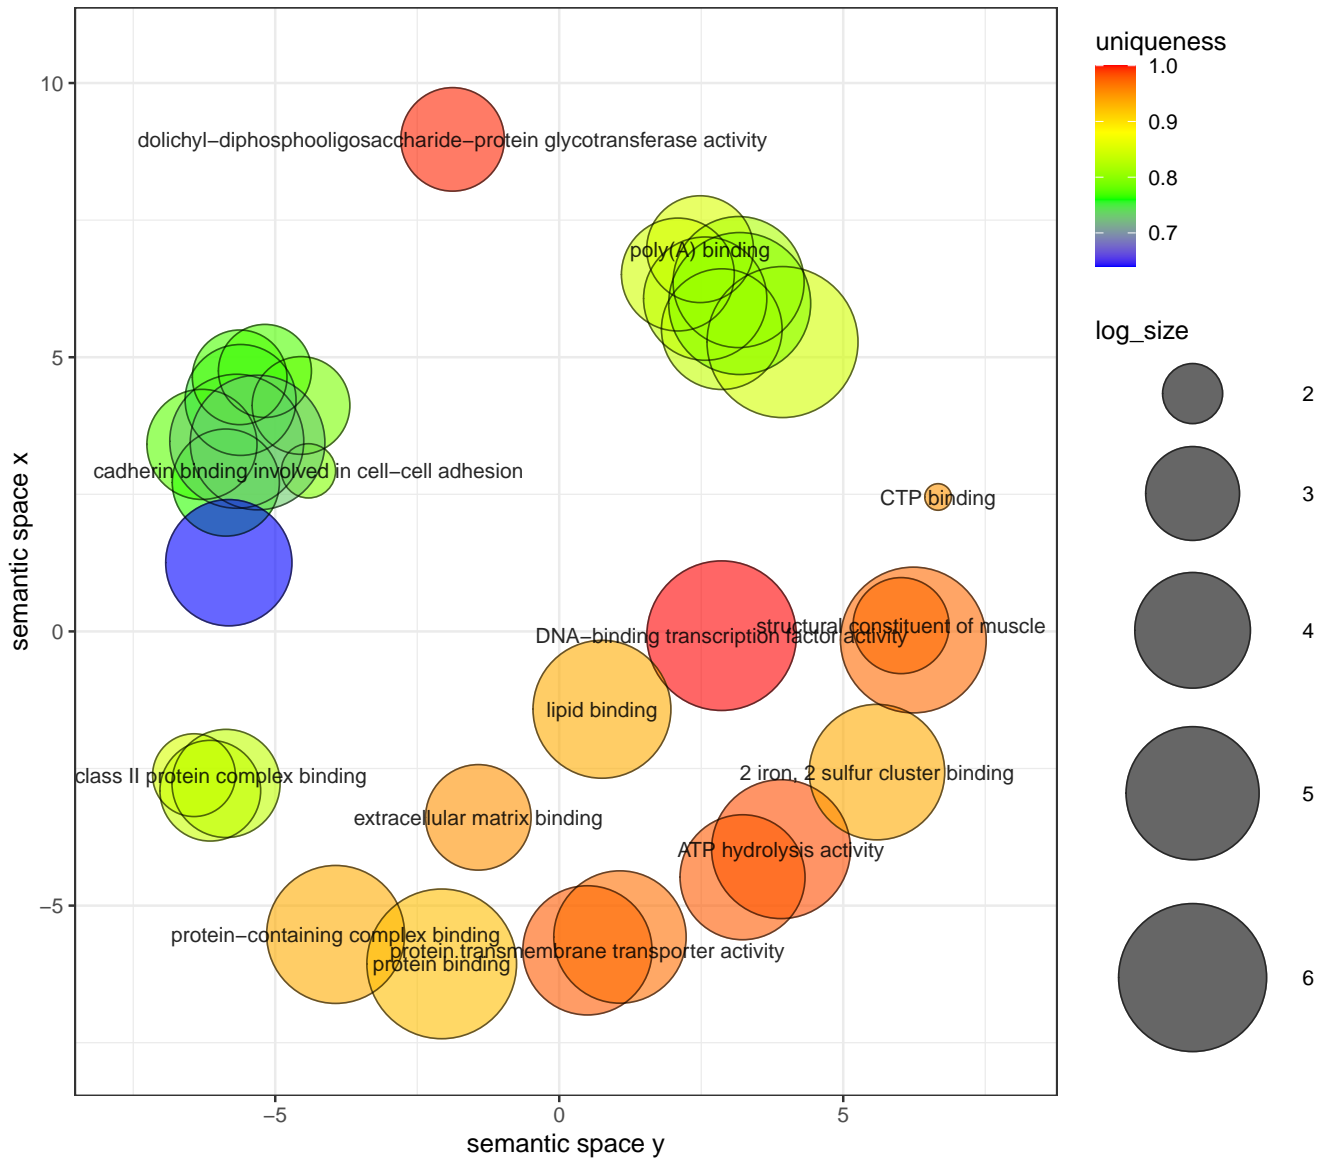 uniqueness
1.0
0.9
0.8
0.7
log_size
2
3
4
5
6
semantic space x
10
5
0
−5
dolichyl−diphosphooligosaccharide−protein glycotransferase activity
poly(A) binding
cadherin binding involved in cell−cell adhesion
CTP binding
structural constituent of muscle
DNA−binding transcription factor activity
lipid binding
2 iron, 2 sulfur cluster binding
class II protein complex binding
extracellular matrix binding
ATP hydrolysis activity
protein−containing complex binding
protein transmembrane transporter activity
protein binding
−5
0
5
semantic space y